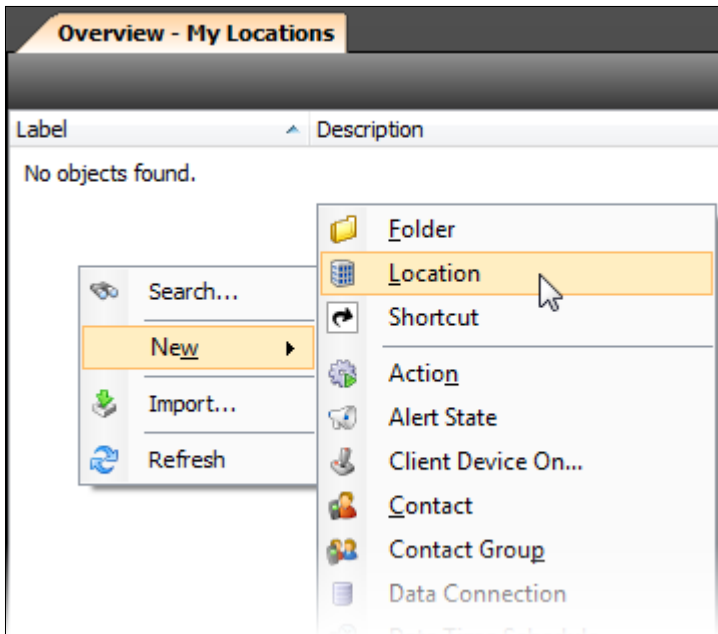 Overview - My Locations
Label Description
No objects found.
Search...
New
Import...
Refresh
Folder
Location
Shortcut
Action
Alert State
Client Device On...
Contact
Contact Group
Data Connection